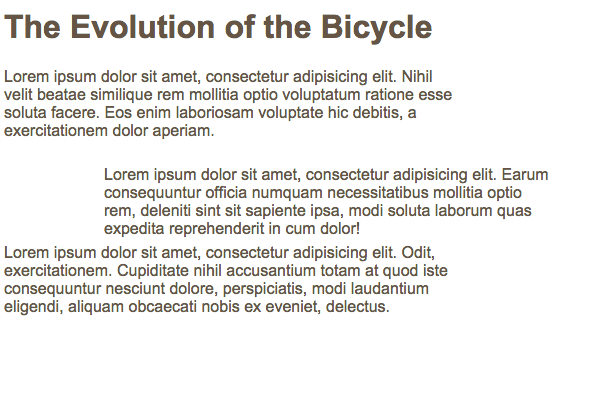 The Evolution of the Bicycle
Lorem ipsum dolor sit amet, consectetur adipisicing elit. Nihil
velit beatae similique rem mollitia optio voluptatum ratione esse
soluta facere. Eos enim laboriosam voluptate hic debitis, a
exercitationem dolor aperiam.
Lorem ipsum dolor sit amet, consectetur adipisicing elit. Earum
consequuntur officia numquam necessitatibus mollitia optio
rem, deleniti sint sit sapiente ipsa, modi soluta laborum quas
expedita reprehenderit in cum dolor!
Lorem ipsum dolor sit amet, consectetur adipisicing elit. Odit,
exercitationem. Cupiditate nihil accusantium totam at quod iste
consequuntur nesciunt dolore, perspiciatis, modi laudantium
eligendi, aliquam obcaecati nobis ex eveniet, delectus.